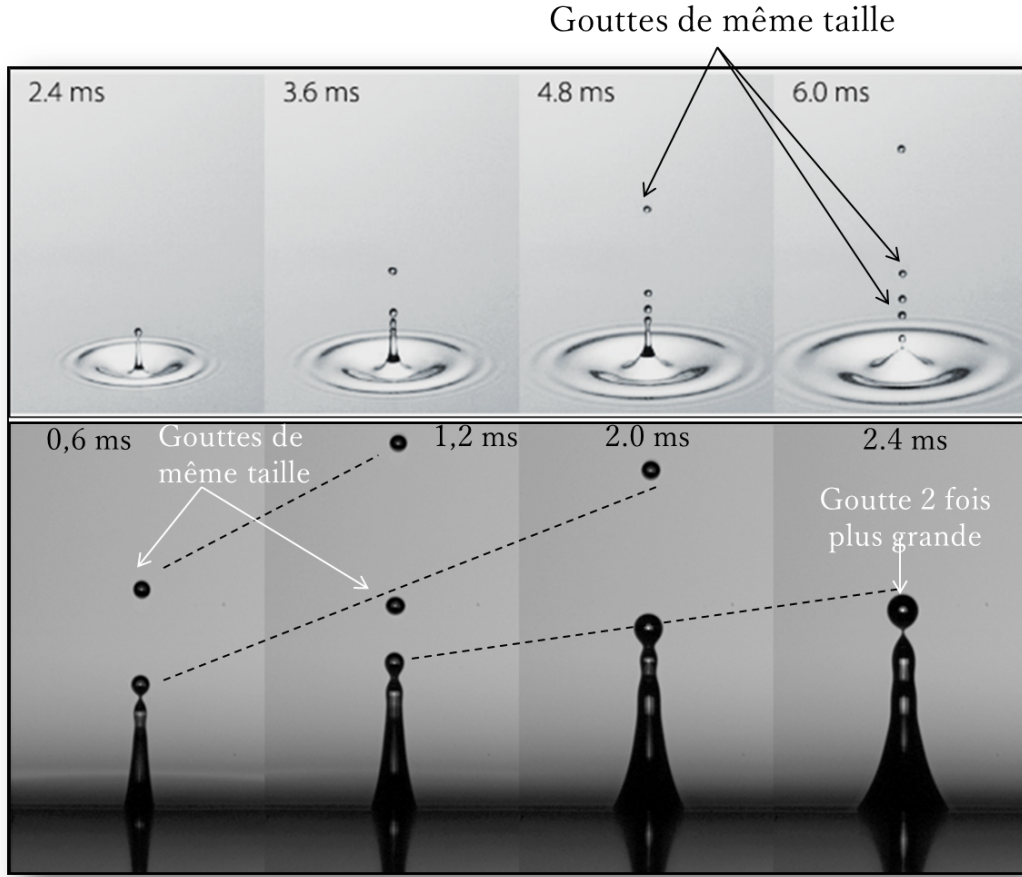 Gouttes de même taille
2.4 ms
3.6 ms
4.8 ms
6.0 ms
0,6 ms
Gouttes de
même taille
1,2 ms
2.0 ms
2.4 ms
Goutte 2 fois
plus grande